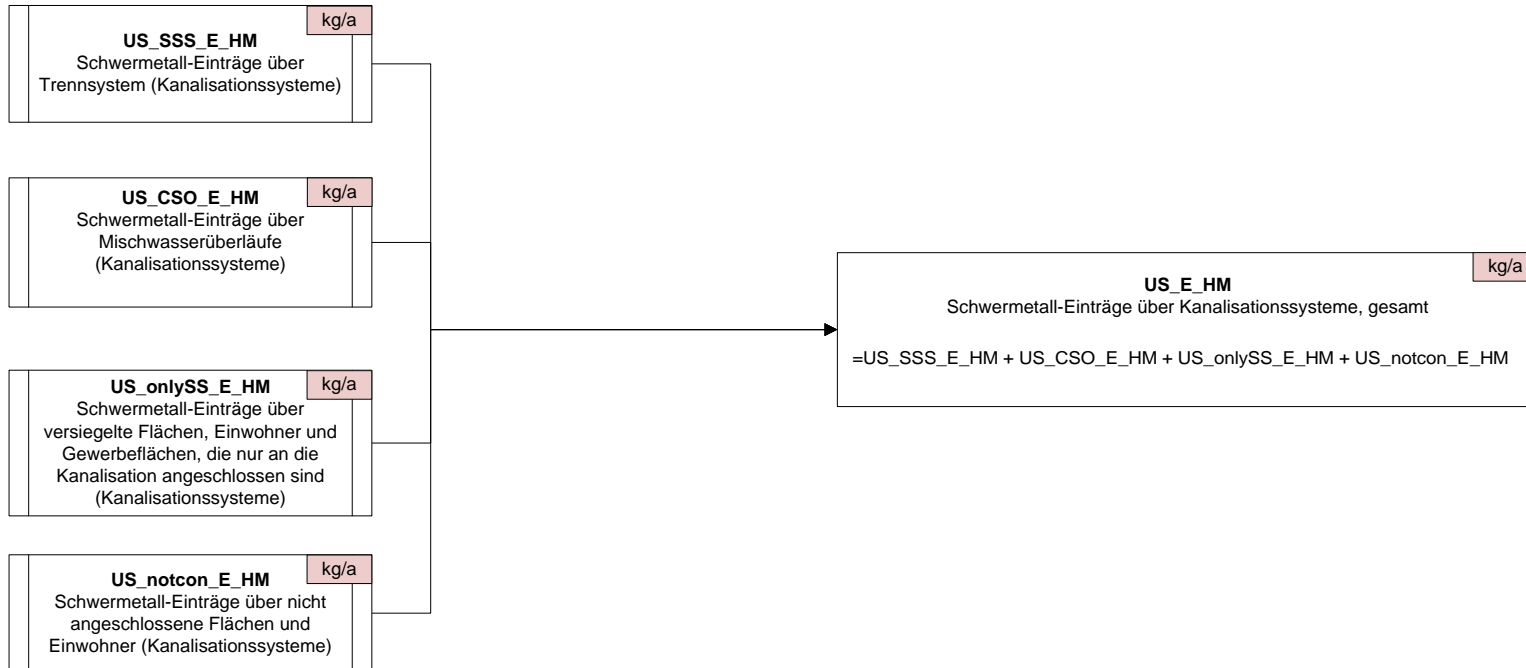 kg/a
US_SSS_E_HM
Schwermetall-Einträge über
Trennsystem (Kanalisationssysteme)
kg/a
US_CSO_E_HM
Schwermetall-Einträge über
Mischwasserüberläufe
(Kanalisationssysteme)
kg/a
US_onlySS_E_HM
Schwermetall-Einträge über
versiegelte Flächen, Einwohner und
Gewerbeflächen, die nur an die
Kanalisation angeschlossen sind
(Kanalisationssysteme)
kg/a
US_notcon_E_HM
Schwermetall-Einträge über nicht
angeschlossene Flächen und
Einwohner (Kanalisationssysteme)
kg/a
US_E_HM
Schwermetall-Einträge über Kanalisationssysteme, gesamt
=US_SSS_E_HM + US_CSO_E_HM + US_onlySS_E_HM + US_notcon_E_HM